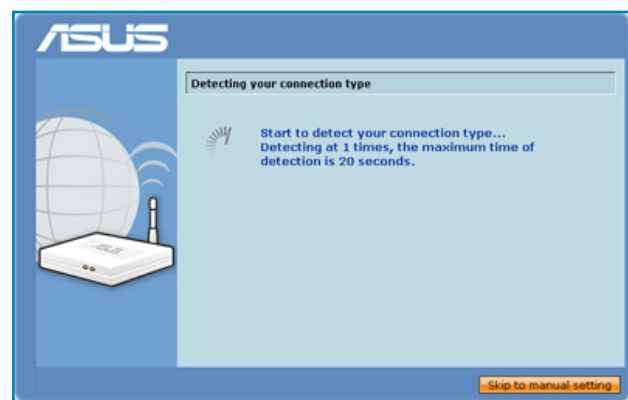 ASUS
Detecting your connection type
Start to detect your connection type...
Detecting at 1 times, the maximum time of
detection is 20 seconds.
ASUS
Skip to manual setting